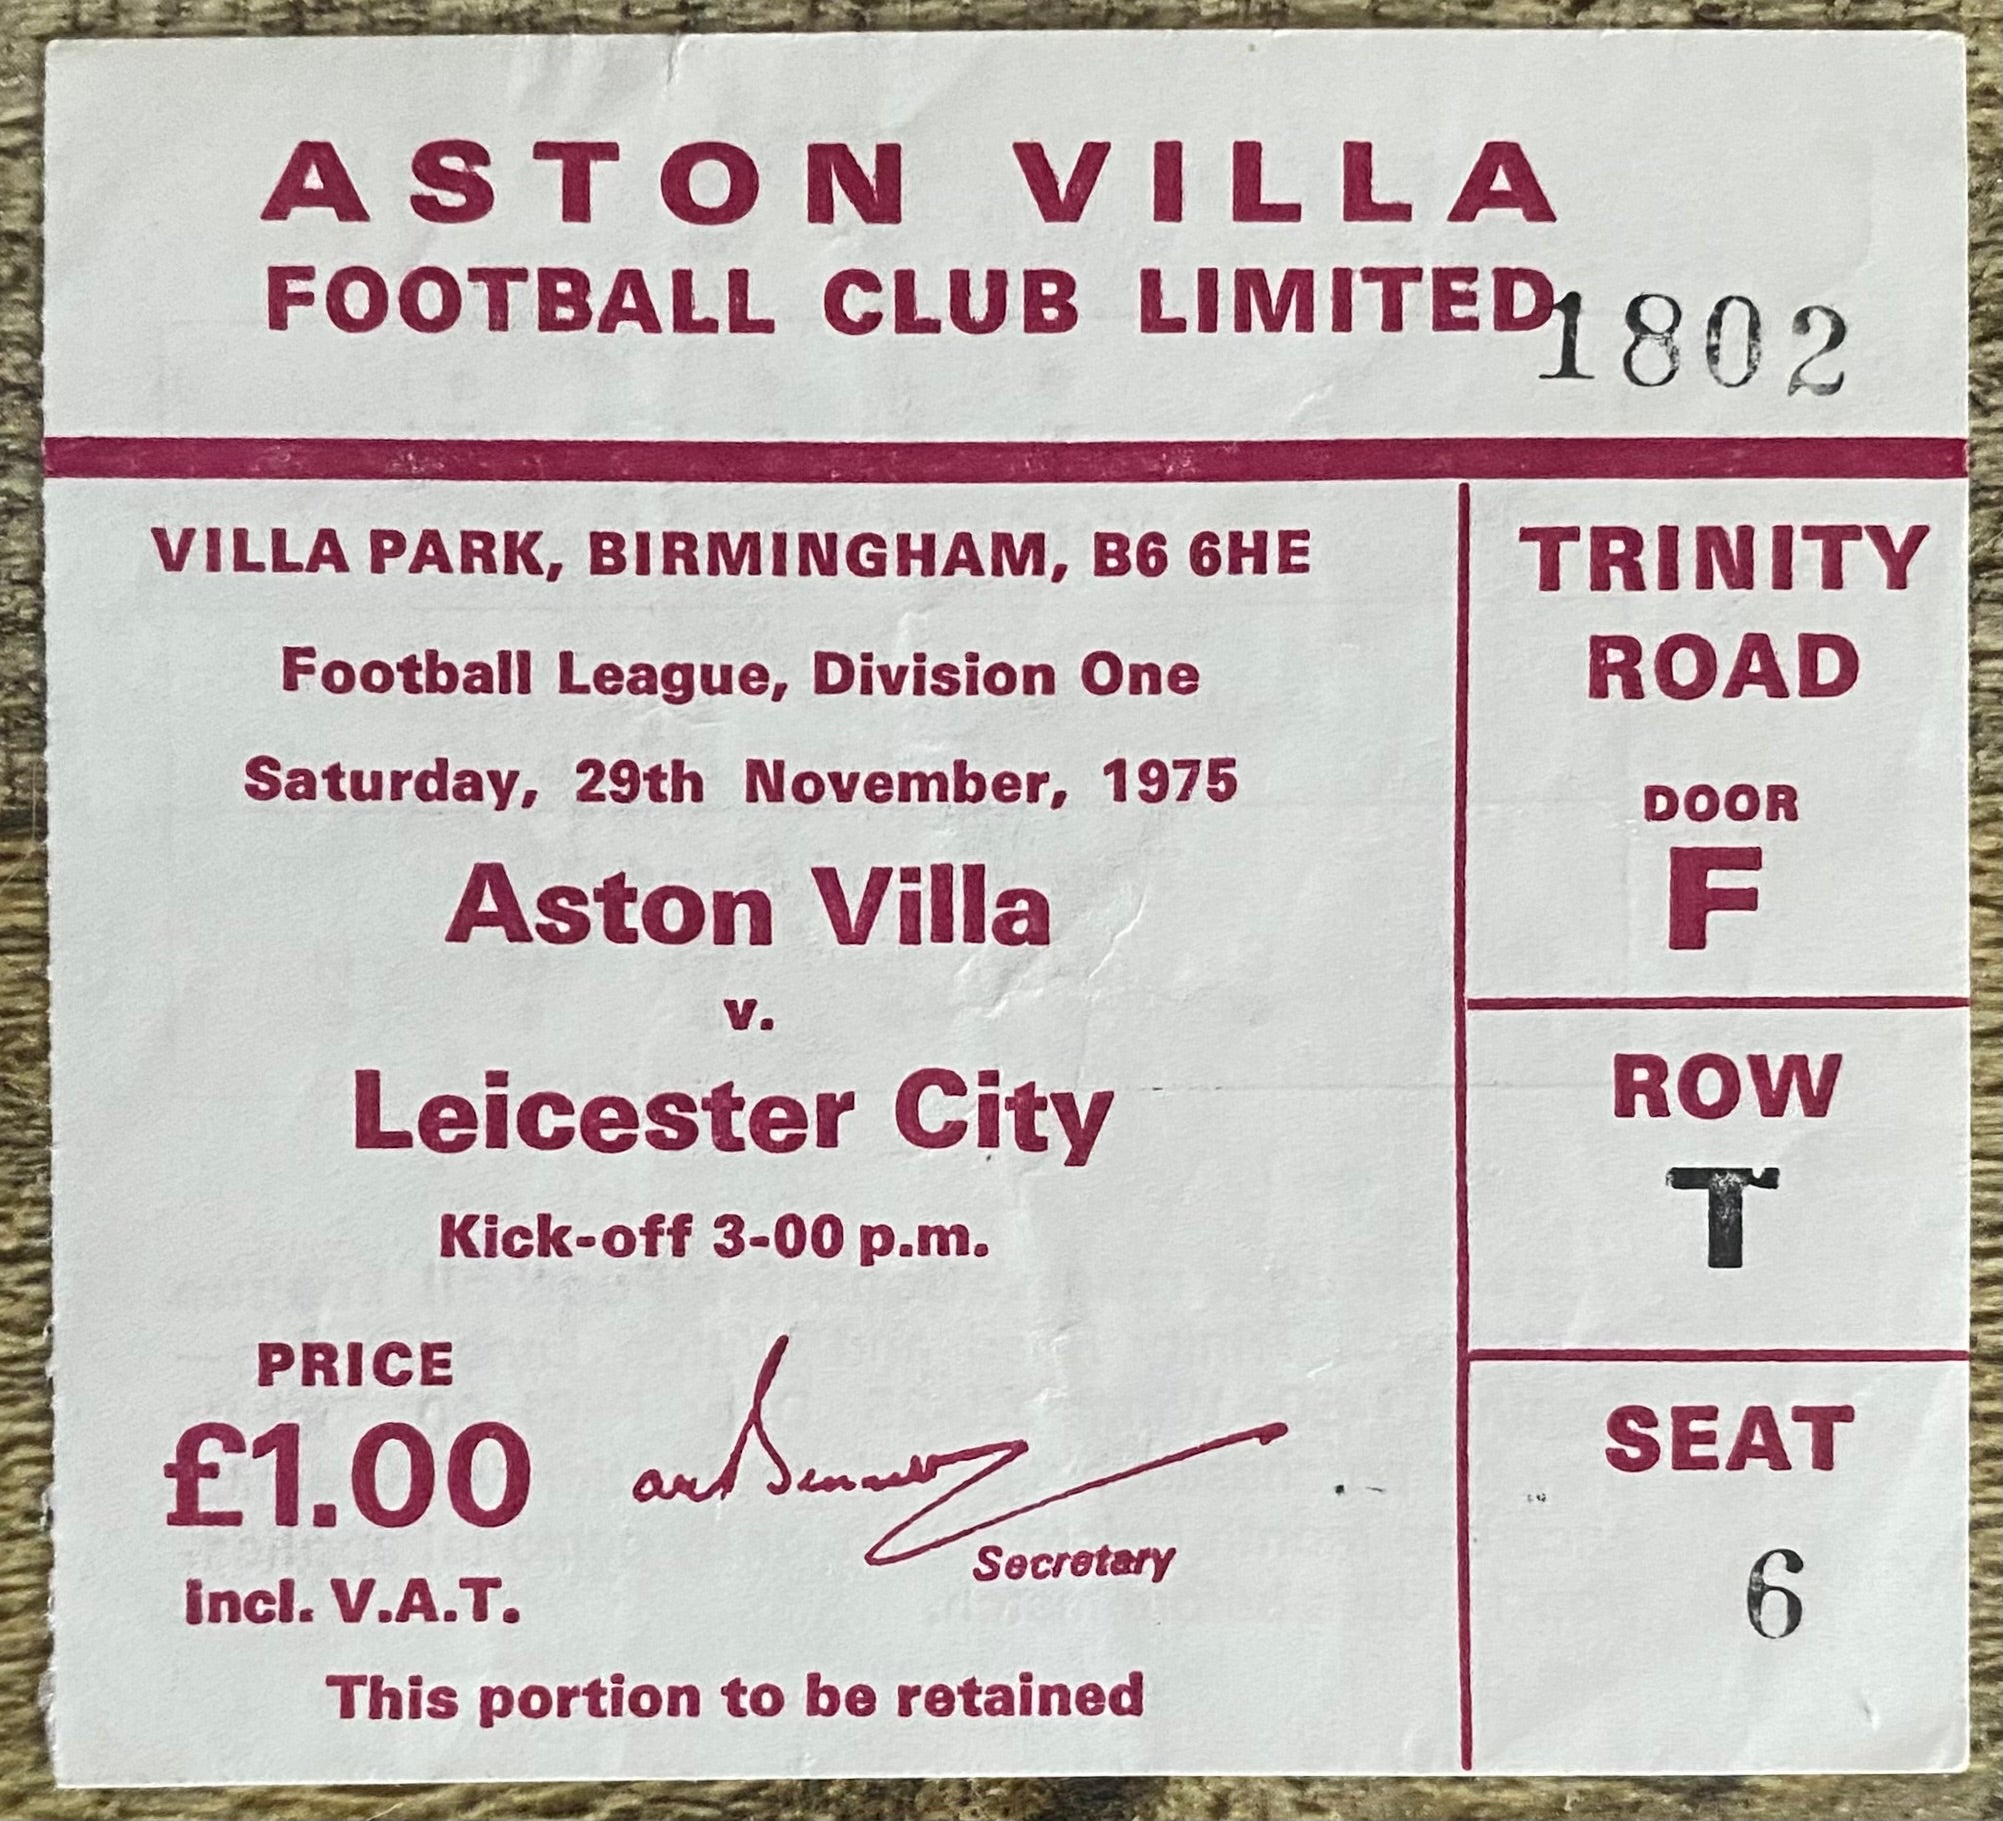 ASTON VILLA
FOOTBALL CLUB LIMITED
1802
VILLA PARK, BIRMINGHAM, B6 6HE
Football League, Division One
Saturday, 29th November, 1975
Aston Villa
v.
Leicester City
Kick-off 3-00 p.m.
PRICE
£1.00
incl. V.A.T.
Secretary
This portion to be retained
TRINITY
ROAD
DOOR
F
ROW
T
SEAT
6